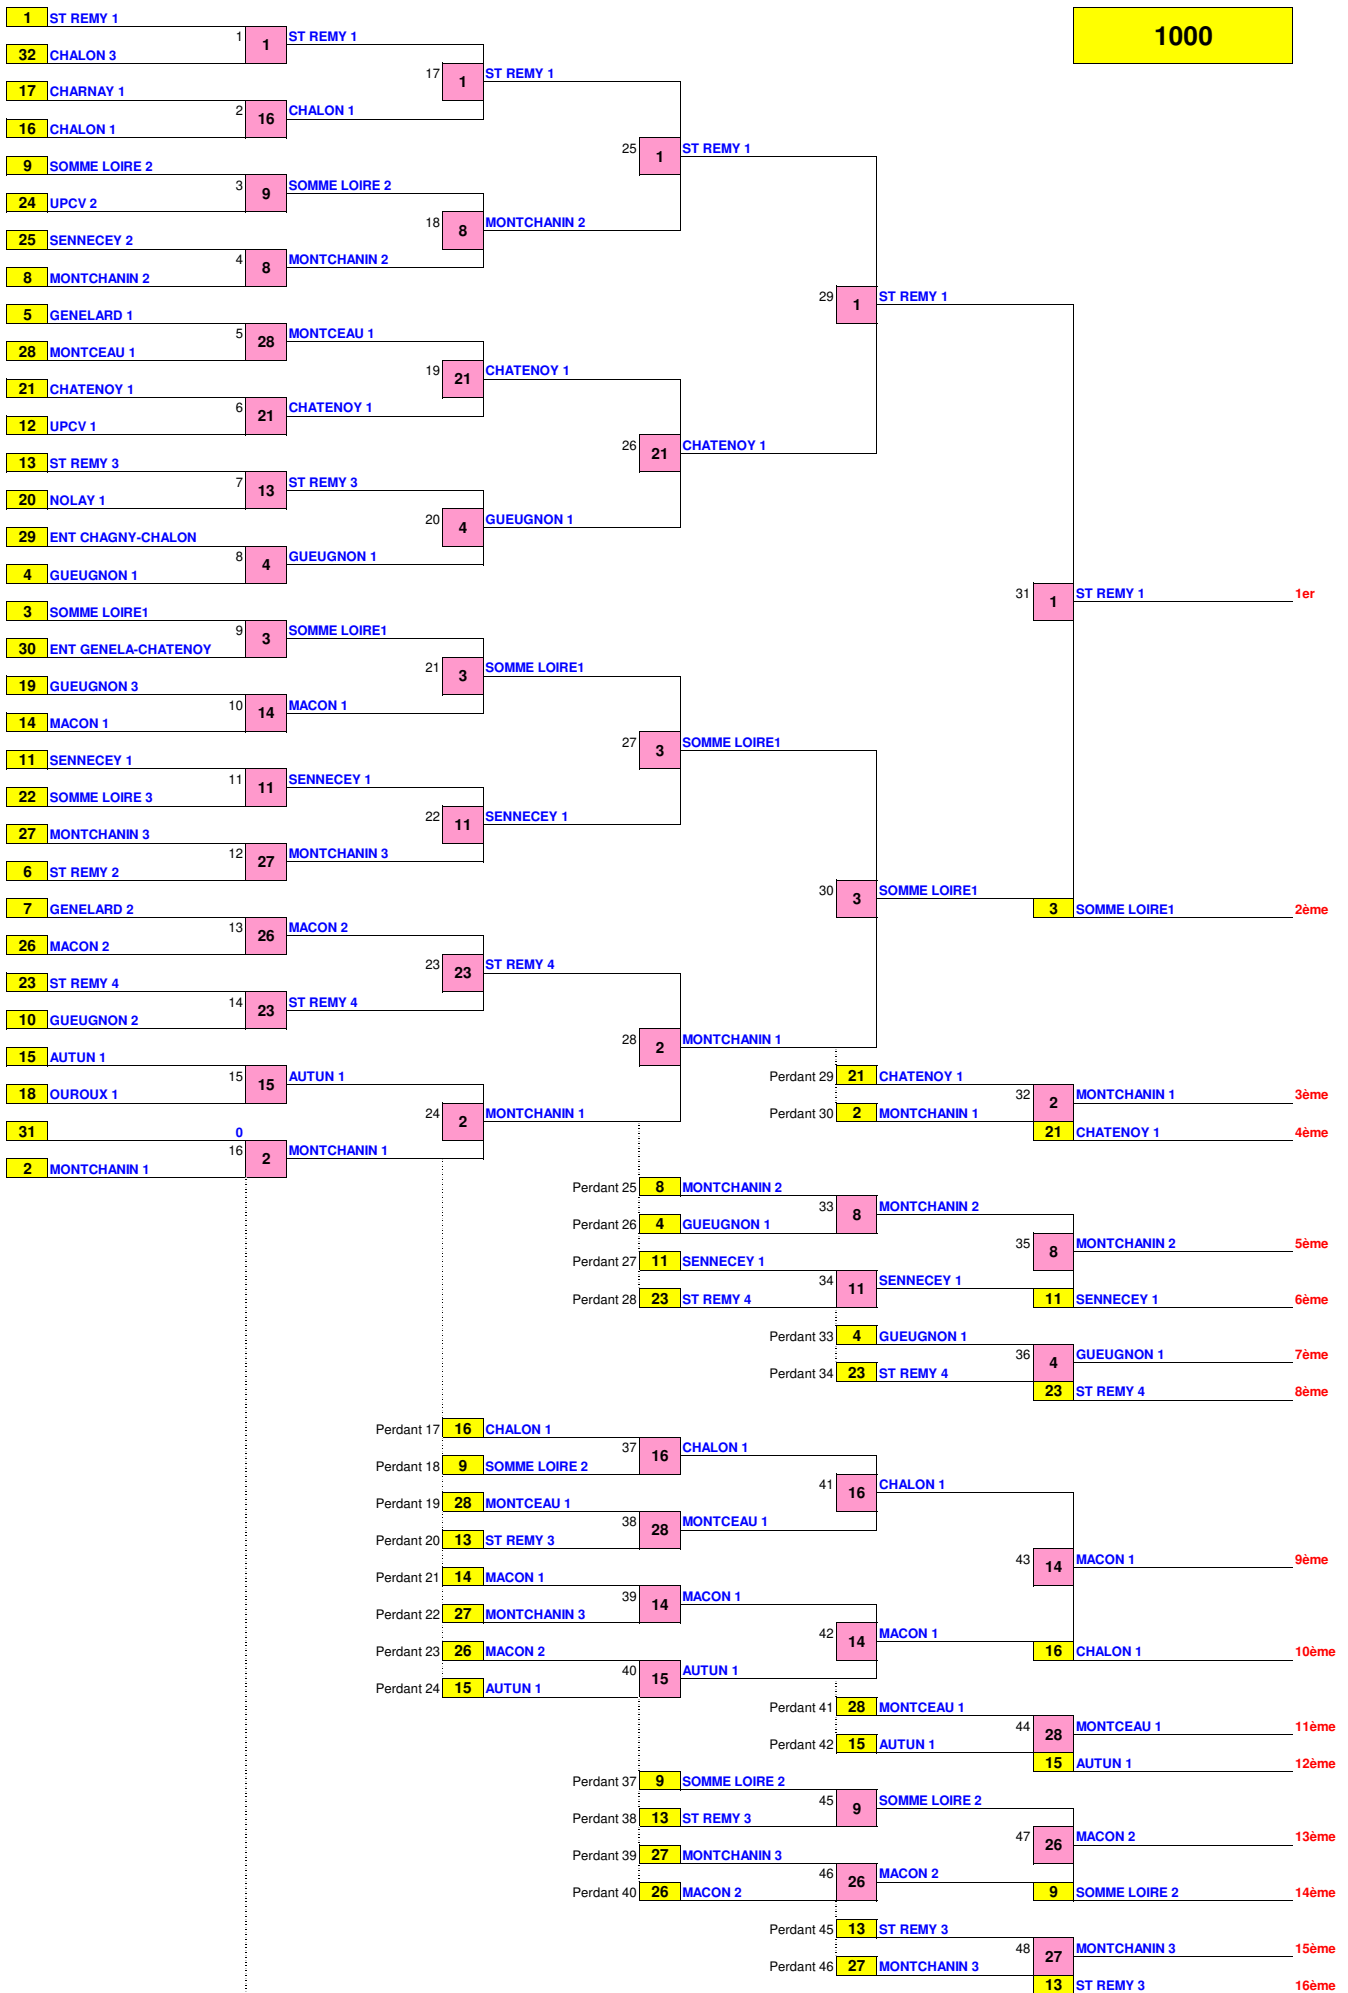 1 ST REMY 1
1000
1 1 ST REMY 1
32 CHALON 3
17 1 ST REMY 1
17 CHARNAY 1
2 16 CHALON 1
16 CHALON 1
25 1 ST REMY 1
9 SOMME LOIRE 2
3 9 SOMME LOIRE 2
24 UPCV 2
18 8 MONTCHANIN 2
25 SENNECEY 2
4 8 MONTCHANIN 2
8 MONTCHANIN 2
29 1 ST REMY 1
5 GENELARD 1
5 28 MONTCEAU 1
28 MONTCEAU 1
19 21 CHATENOY 1
21 CHATENOY 1
6 21 CHATENOY 1
12 UPCV 1
26 21 CHATENOY 1
13 ST REMY 3
7 13 ST REMY 3
20 NOLAY 1
20 4 GUEUGNON 1
29 ENT CHAGNY-CHALON
8 4 GUEUGNON 1
4 GUEUGNON 1
31 1 ST REMY 1 1er
3 SOMME LOIRE1
9 3 SOMME LOIRE1
30 ENT GENELA-CHATENOY
21 3 SOMME LOIRE1
19 GUEUGNON 3
10 14 MACON 1
14 MACON 1
27 3 SOMME LOIRE1
11 SENNECEY 1
11 11 SENNECEY 1
22 SOMME LOIRE 3
22 11 SENNECEY 1
27 MONTCHANIN 3
12 27 MONTCHANIN 3
6 ST REMY 2
30 3 SOMME LOIRE1
7 GENELARD 2
3 SOMME LOIRE1 2ème
13 26 MACON 2
26 MACON 2
23 23 ST REMY 4
23 ST REMY 4
14 23 ST REMY 4
10 GUEUGNON 2
28 2 MONTCHANIN 1
15 AUTUN 1
15 15 AUTUN 1
Perdant 29 21 CHATENOY 1
18 OUROUX 1
32 2 MONTCHANIN 1 3ème
24 2 MONTCHANIN 1
Perdant 30 2 MONTCHANIN 1
31 0
21 CHATENOY 1 4ème
16 2 MONTCHANIN 1
2 MONTCHANIN 1
Perdant 25 8 MONTCHANIN 2
33 8 MONTCHANIN 2
Perdant 26 4 GUEUGNON 1
35 8 MONTCHANIN 2 5ème
Perdant 27 11 SENNECEY 1
34 11 SENNECEY 1
Perdant 28 23 ST REMY 4
11 SENNECEY 1 6ème
Perdant 33 4 GUEUGNON 1
36 4 GUEUGNON 1 7ème
Perdant 34 23 ST REMY 4
23 ST REMY 4 8ème
Perdant 17 16 CHALON 1
37 16 CHALON 1
Perdant 18 9 SOMME LOIRE 2
41 16 CHALON 1
Perdant 19 28 MONTCEAU 1
38 28 MONTCEAU 1
Perdant 20 13 ST REMY 3
43 14 MACON 1 9ème
Perdant 21 14 MACON 1
39 14 MACON 1
Perdant 22 27 MONTCHANIN 3
42 14 MACON 1
Perdant 23 26 MACON 2
16 CHALON 1 10ème
40 15 AUTUN 1
Perdant 24 15 AUTUN 1
Perdant 41 28 MONTCEAU 1
44 28 MONTCEAU 1 11ème
Perdant 42 15 AUTUN 1
15 AUTUN 1 12ème
Perdant 37 9 SOMME LOIRE 2
45 9 SOMME LOIRE 2
Perdant 38 13 ST REMY 3
47 26 MACON 2 13ème
Perdant 39 27 MONTCHANIN 3
46 26 MACON 2
Perdant 40 26 MACON 2
9 SOMME LOIRE 2 14ème
Perdant 45 13 ST REMY 3
48 27 MONTCHANIN 3 15ème
Perdant 46 27 MONTCHANIN 3
13 ST REMY 3 16ème